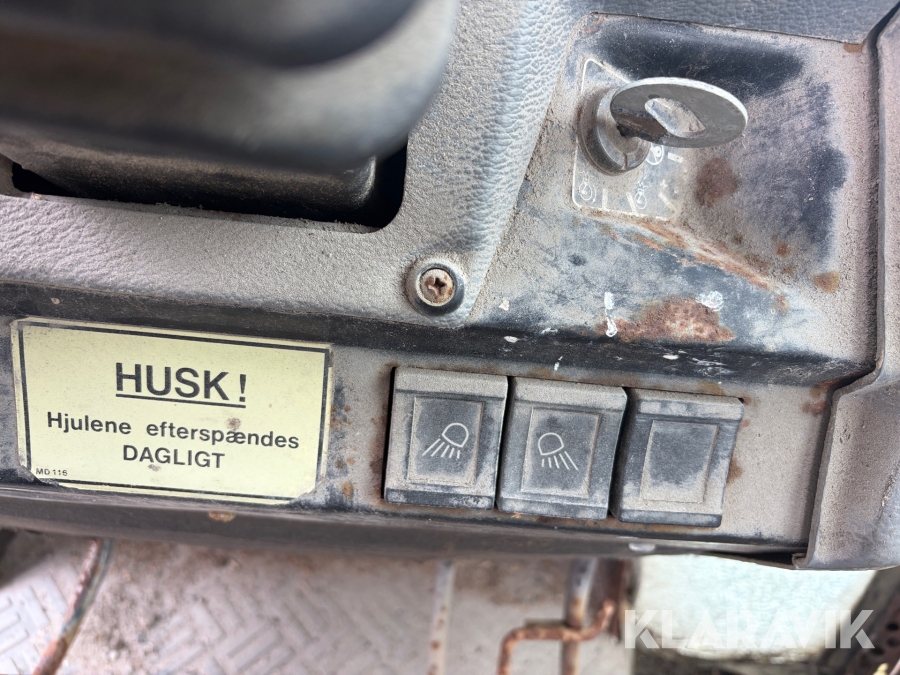 HUSK!
Hjulene efterspændes
DAGLIGT
MD 116
KLARAVIK